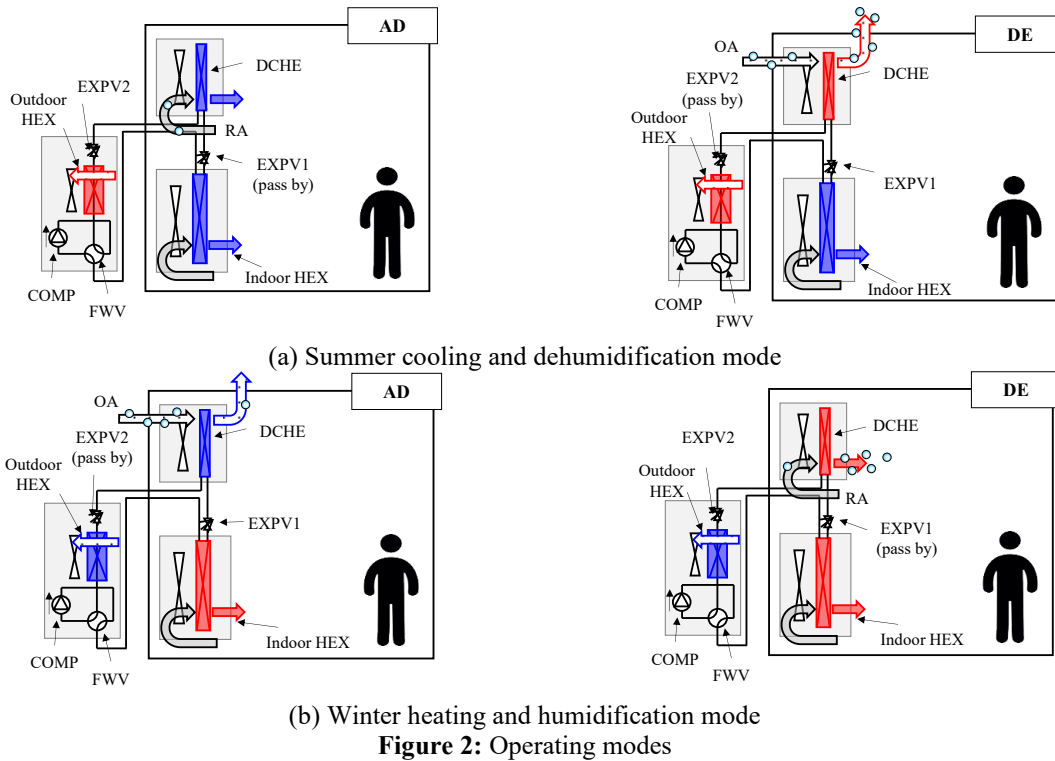 AD
DCHE
EXPV2
Outdoor
HEX
RA
EXPV1
(pass by)
Indoor HEX
COMP
FWV
DE
OA
DCHE
EXPV2
(pass by)
Outdoor
HEX
EXPV1
Indoor HEX
COMP
FWV
(a) Summer cooling and dehumidification mode
AD
OA
DCHE
EXPV2
(pass by)
Outdoor
HEX
EXPV1
Indoor HEX
COMP
FWV
DE
DCHE
EXPV2
Outdoor
HEX
RA
EXPV1
(pass by)
Indoor HEX
COMP
FWV
(b) Winter heating and humidification mode
Figure 2: Operating modes